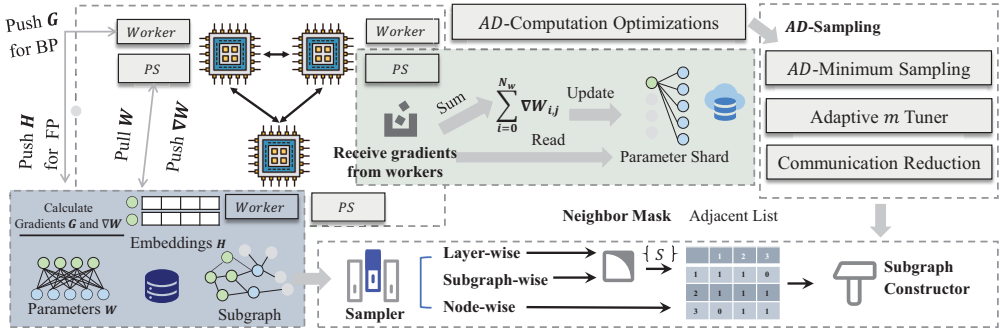 Push G
for BP
Worker
PS
Push H
for FP
Pull W
Push ∇W
Worker
PS
AD-Computation Optimizations
AD-Sampling
AD-Minimum Sampling
Adaptive m Tuner
Communication Reduction
Sum
N_w
∑ ∇W_{i,j}
i=0
Update
Read
Receive gradients
from workers
Parameter Shard
Calculate
Gradients G and ∇W
Embeddings H
Worker
PS
Parameters W
Subgraph
Sampler
Layer-wise
Subgraph-wise
Node-wise
Neighbor Mask
{ S }
Adjacent List
1 2 3
1 1 1 0
2 1 1 1
3 0 1 1
Subgraph
Constructor